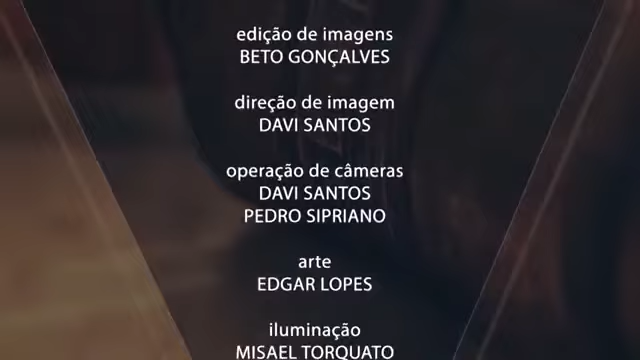 edição de imagens
BETO GONÇALVES
direção de imagem
DAVI SANTOS
operação de câmeras
DAVI SANTOS
PEDRO SIPRIANO
arte
EDGAR LOPES
iluminação
MISAEL TORQUATO